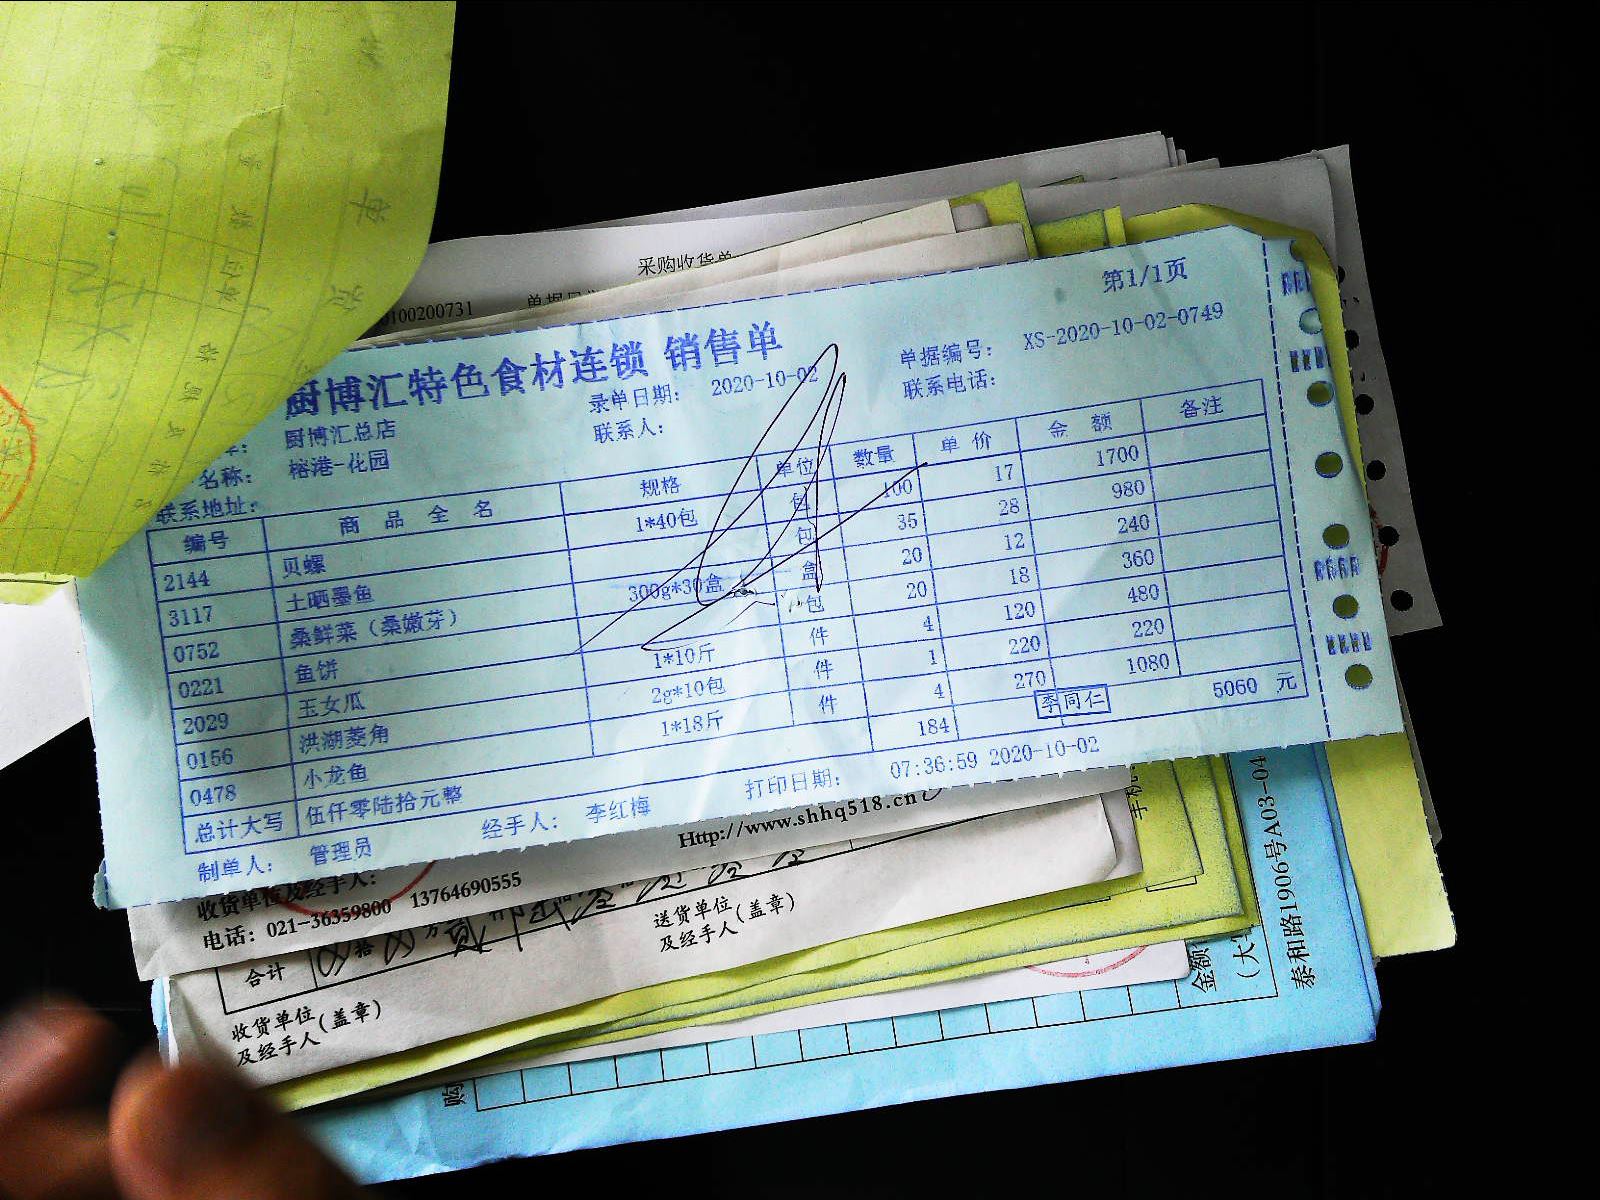 采购收货单
0100200731
第1/1页
厨博汇特色食材连锁 销售单
录单日期: 2020-10-02
单据编号: XS-2020-10-02-0749
厨博汇总店
联系人:
联系电话:
名称: 榕港-花园
联系地址:
编号 商品全名 规格 单位 数量 单价 金额 备注
2144 贝螺 1*40包 包 100 17 1700
3117 土晒墨鱼 包 35 28 980
0752 桑鲜菜（桑嫩芽） 300g*30盒 盒 20 12 240
0221 鱼饼 包 20 18 360
2029 玉女瓜 1*10斤 件 4 120 480
0156 洪湖菱角 2g*10包 件 1 220 220
0478 小龙鱼 1*18斤 件 4 270 1080
总计大写 伍仟零陆拾元整 184 5060 元
李同仁
制单人: 管理员 经手人: 李红梅 打印日期: 07:36:59 2020-10-02
Http://www.shhq518.cn
收货单位及经手人:
电话: 021-36359800 13764690555
合计 拾 万
送货单位
及经手人(盖章)
收货单位
及经手人(盖章)
购
金额
(大
泰和路1906号A03-04
手机